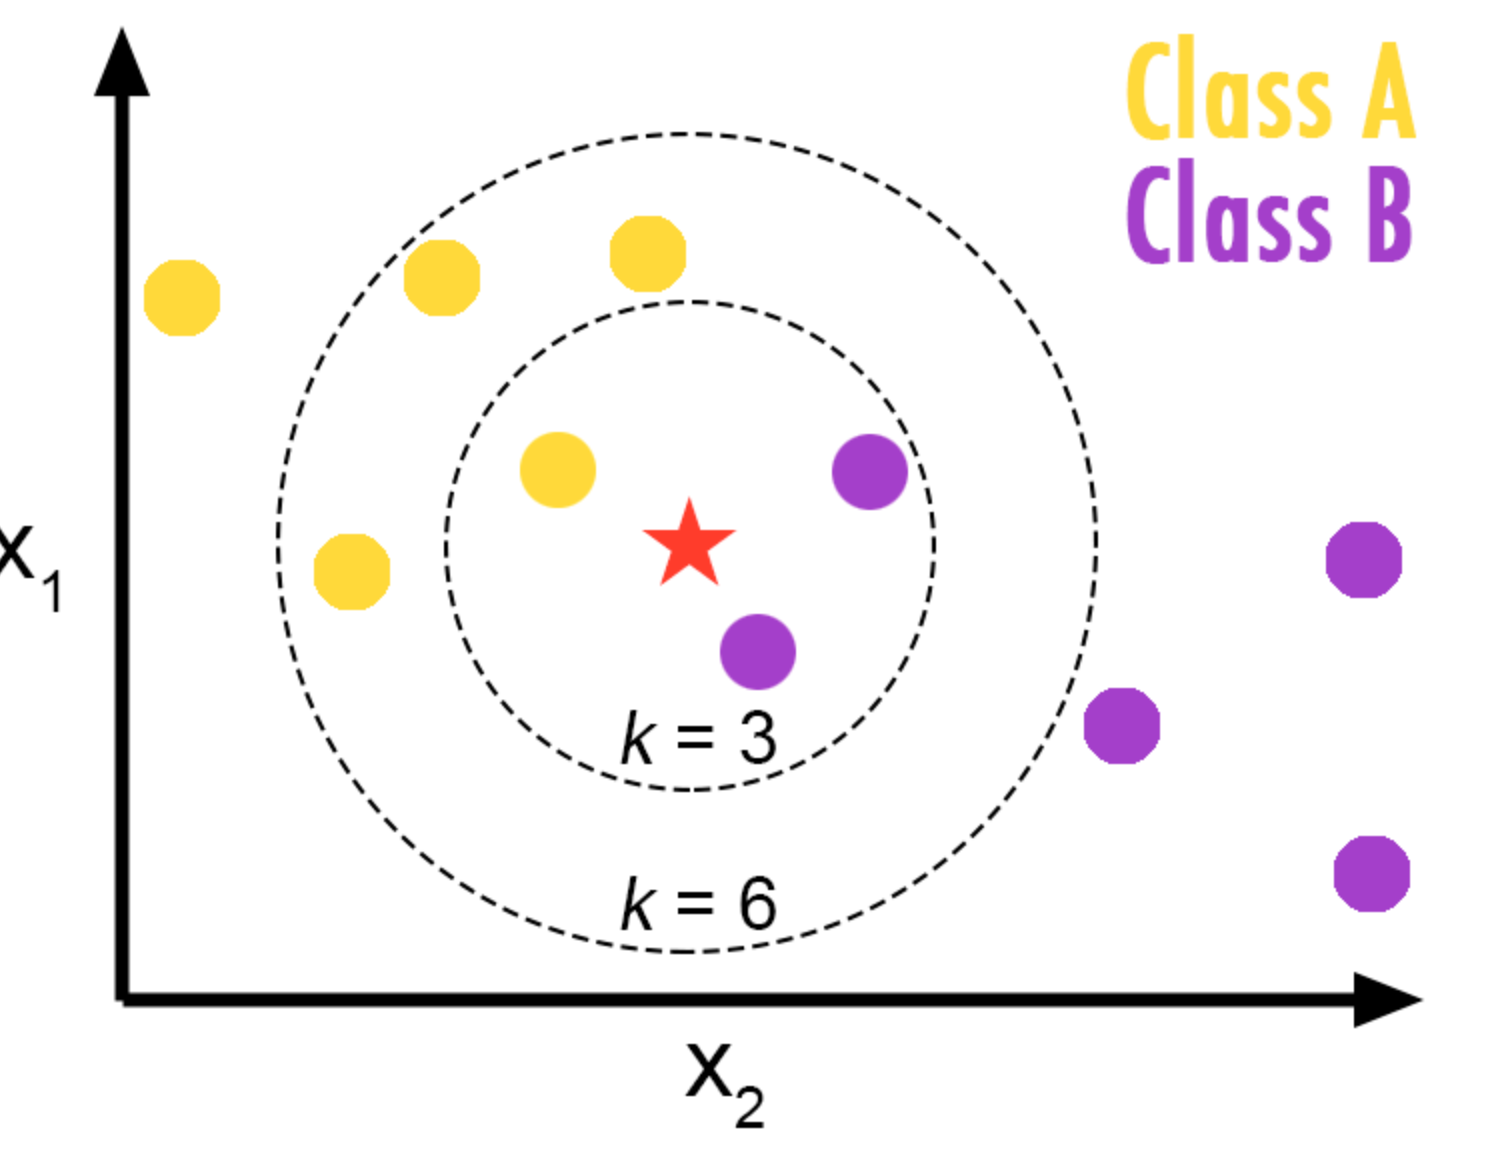 Class A
Class B
x₁
k = 3
k = 6
x₂